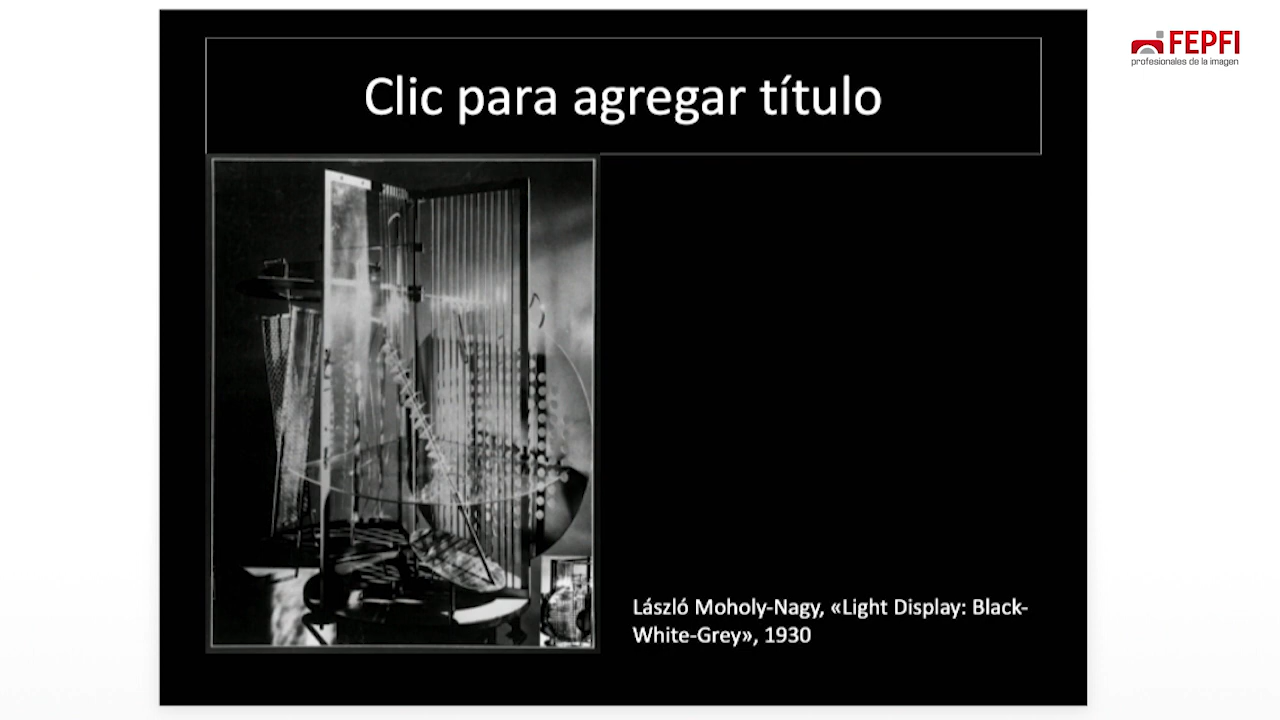 FEPFI
profesionales de la imagen
Clic para agregar título
László Moholy-Nagy, «Light Display: Black-
White-Grey», 1930